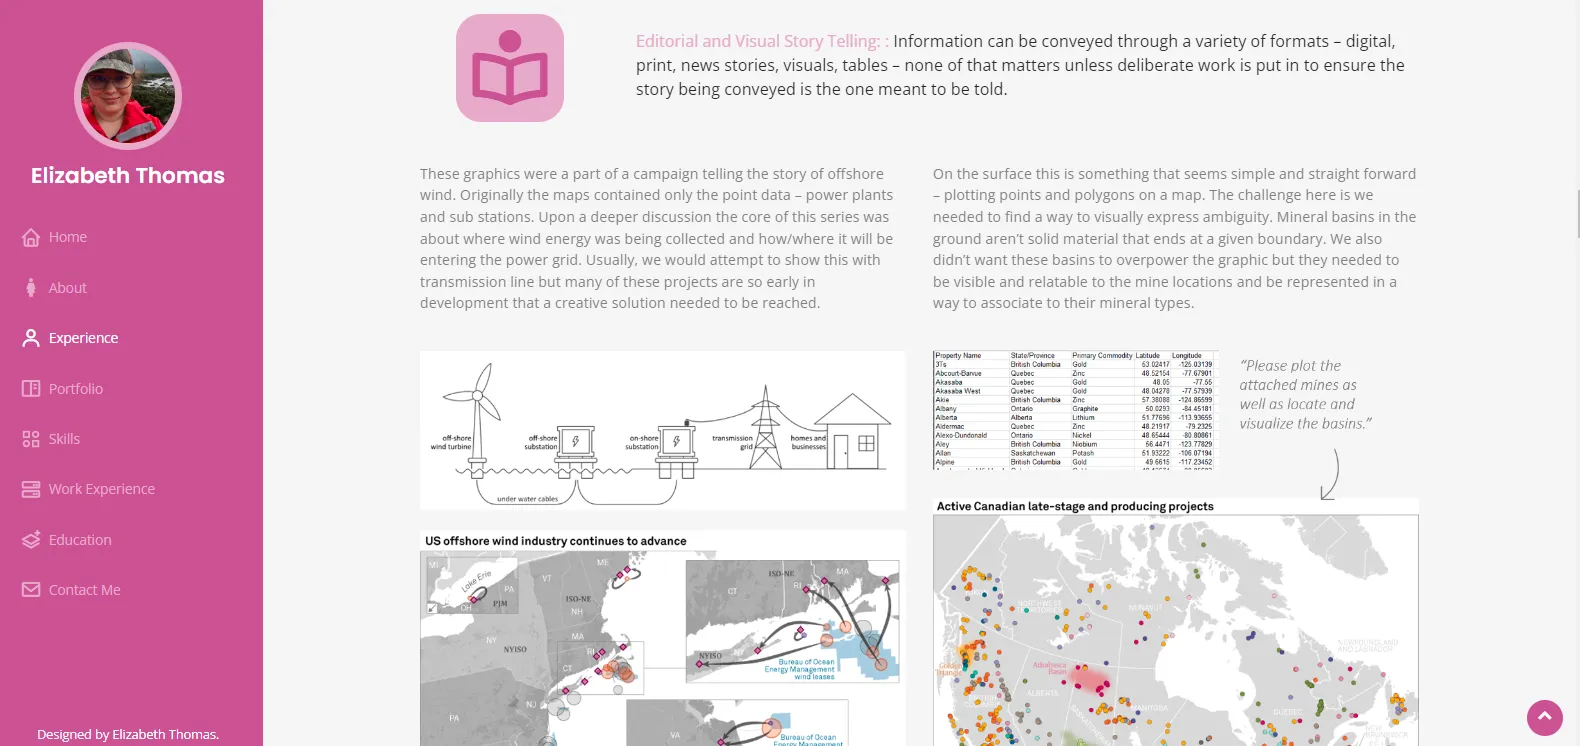 Elizabeth Thomas
Home
About
Experience
Portfolio
Skills
Work Experience
Education
Contact Me
Designed by Elizabeth Thomas.
Editorial and Visual Story Telling: : Information can be conveyed through a variety of formats – digital,
print, news stories, visuals, tables – none of that matters unless deliberate work is put in to ensure the
story being conveyed is the one meant to be told.
These graphics were a part of a campaign telling the story of offshore
wind. Originally the maps contained only the point data – power plants
and sub stations. Upon a deeper discussion the core of this series was
about where wind energy was being collected and how/where it will be
entering the power grid. Usually, we would attempt to show this with
transmission line but many of these projects are so early in
development that a creative solution needed to be reached.
off-shore
wind turbine
off-shore
substation
on-shore
substation
transmission
grid
homes and
businesses
under water cables
US offshore wind industry continues to advance
MI
Lake Erie
PA
OH
PJM
VT
ME
ISO-NE
NH
NY
NYISO
MA
CT
RI
NJ
PA
ISO-NE
MA
CT
RI
NYISO
NY
Bureau of Ocean
Energy Management
wind leases
VA
Bureau of Ocean
Energy Management
On the surface this is something that seems simple and straight forward
– plotting points and polygons on a map. The challenge here is we
needed to find a way to visually express ambiguity. Mineral basins in the
ground aren’t solid material that ends at a given boundary. We also
didn’t want these basins to overpower the graphic but they needed to
be visible and relatable to the mine locations and be represented in a
way to associate to their mineral types.
Property Name State/Province Primary Commodity Latitude Longitude
3Ts British Columbia Gold 53.02417 -125.03139
Abcourt-Barvue Quebec Zinc 48.52154 -77.67901
Akasaba Quebec Gold 48.05 -77.55
Akasaba West Quebec Gold 48.04278 -77.57939
Akie British Columbia Zinc 57.38088 -124.86599
Albany Ontario Graphite 50.0293 -84.45181
Alberta Alberta Lithium 51.77696 -113.93655
Aldermac Quebec Zinc 48.21917 -79.2325
Alexo-Dundonald Ontario Nickel 48.65444 -80.80861
Aley British Columbia Niobium 56.4471 -123.77829
Allan Saskatchewan Potash 51.93222 -106.07194
Alpine British Columbia Gold 49.6615 -117.23452
“Please plot the
attached mines as
well as locate and
visualize the basins.”
Active Canadian late-stage and producing projects
NORTHWEST
TERRITORIES
NUNAVUT
NEWFOUNDLAND
AND LABRADOR
Golden
Triangle
Athabasca
Basin
ALBERTA
MANITOBA
QUEBEC